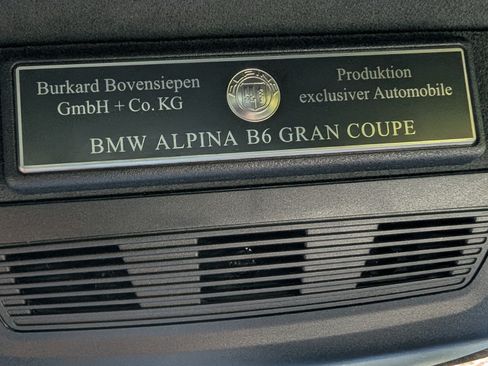 Burkard Bovensiepen
GmbH + Co. KG
Produktion
exclusiver Automobile
BMW ALPINA B6 GRAN COUPE